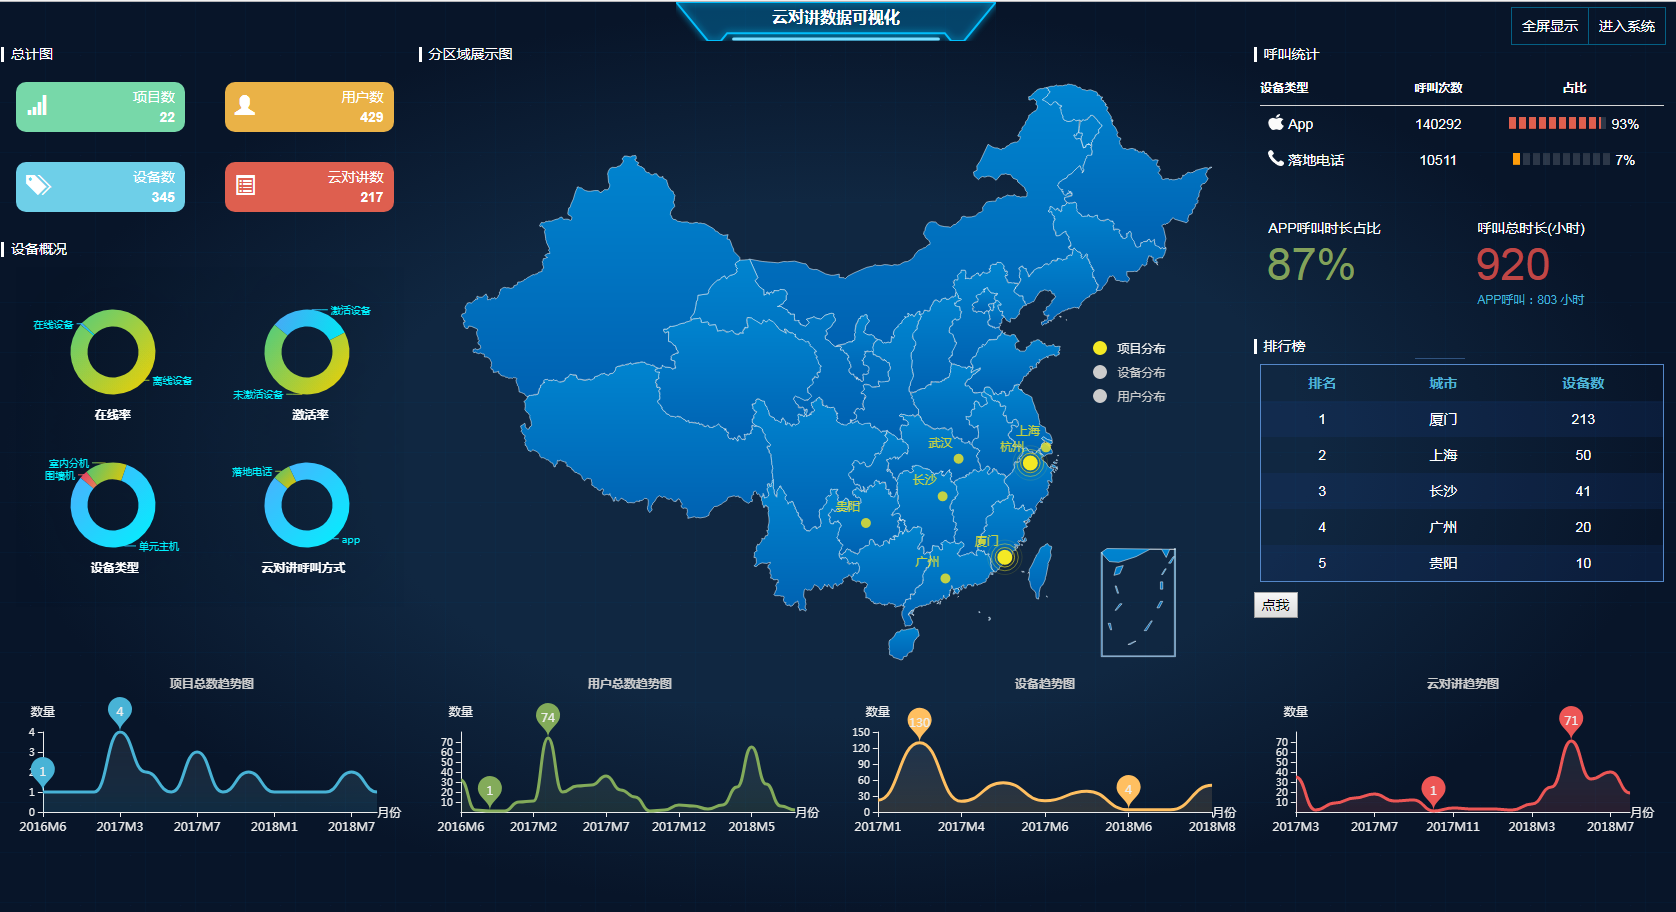 云对讲数据可视化
全屏显示 进入系统
总计图
项目数
22
用户数
429
设备数
345
云对讲数
217
设备概况
在线设备
离线设备
在线率
激活设备
未激活设备
激活率
室内分机
围墙机
单元主机
设备类型
落地电话
app
云对讲呼叫方式
分区域展示图
上海
杭州
武汉
长沙
贵阳
厦门
广州
项目分布
设备分布
用户分布
呼叫统计
设备类型 呼叫次数 占比
App 140292 93%
落地电话 10511 7%
APP呼叫时长占比
87%
呼叫总时长(小时)
920
APP呼叫：803 小时
排行榜
排名 城市 设备数
1 厦门 213
2 上海 50
3 长沙 41
4 广州 20
5 贵阳 10
点我
项目总数趋势图
数量
4
3
2
1
0
4
1
2016M6 2017M3 2017M7 2018M1 2018M7
月份
用户总数趋势图
数量
70
60
50
40
30
20
10
74
1
2016M6 2017M2 2017M7 2017M12 2018M5
月份
设备趋势图
数量
150
120
90
60
30
0
130
4
2017M1 2017M4 2017M6 2018M6 2018M8
月份
云对讲趋势图
数量
70
60
50
40
30
20
10
71
1
2017M3 2017M7 2017M11 2018M3 2018M7
月份